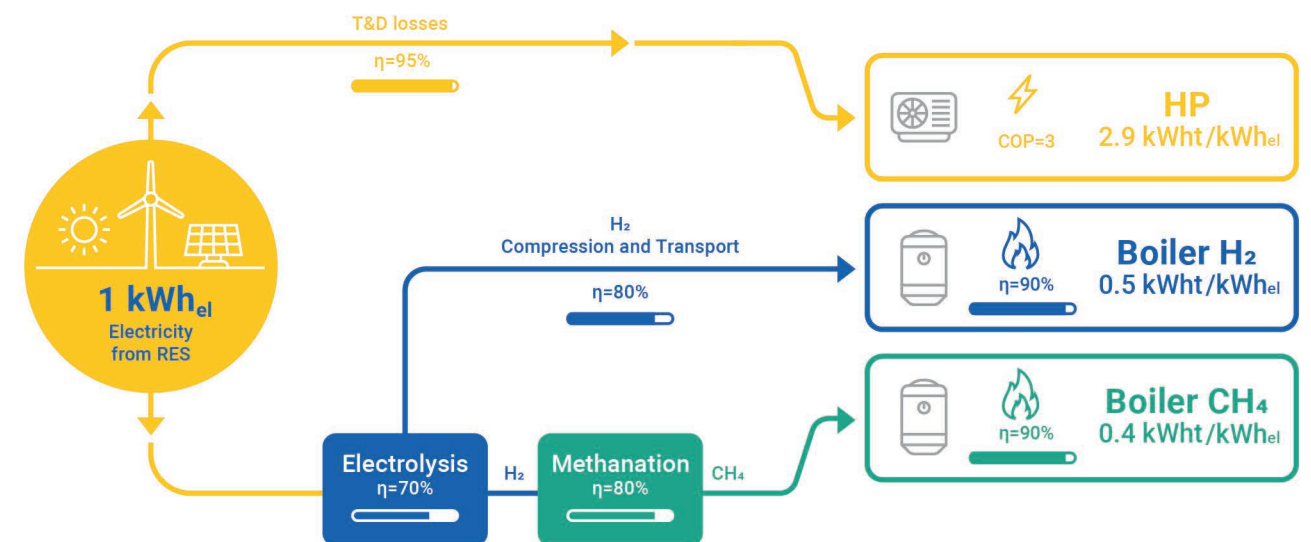 T&D losses
η=95%
COP=3
HP
2.9 kWht/kWhel
1 kWhel
Electricity
from RES
H₂
Compression and Transport
η=80%
η=90%
Boiler H₂
0.5 kWht/kWhel
Electrolysis
η=70%
H₂
Methanation
η=80%
CH₄
η=90%
Boiler CH₄
0.4 kWht/kWhel